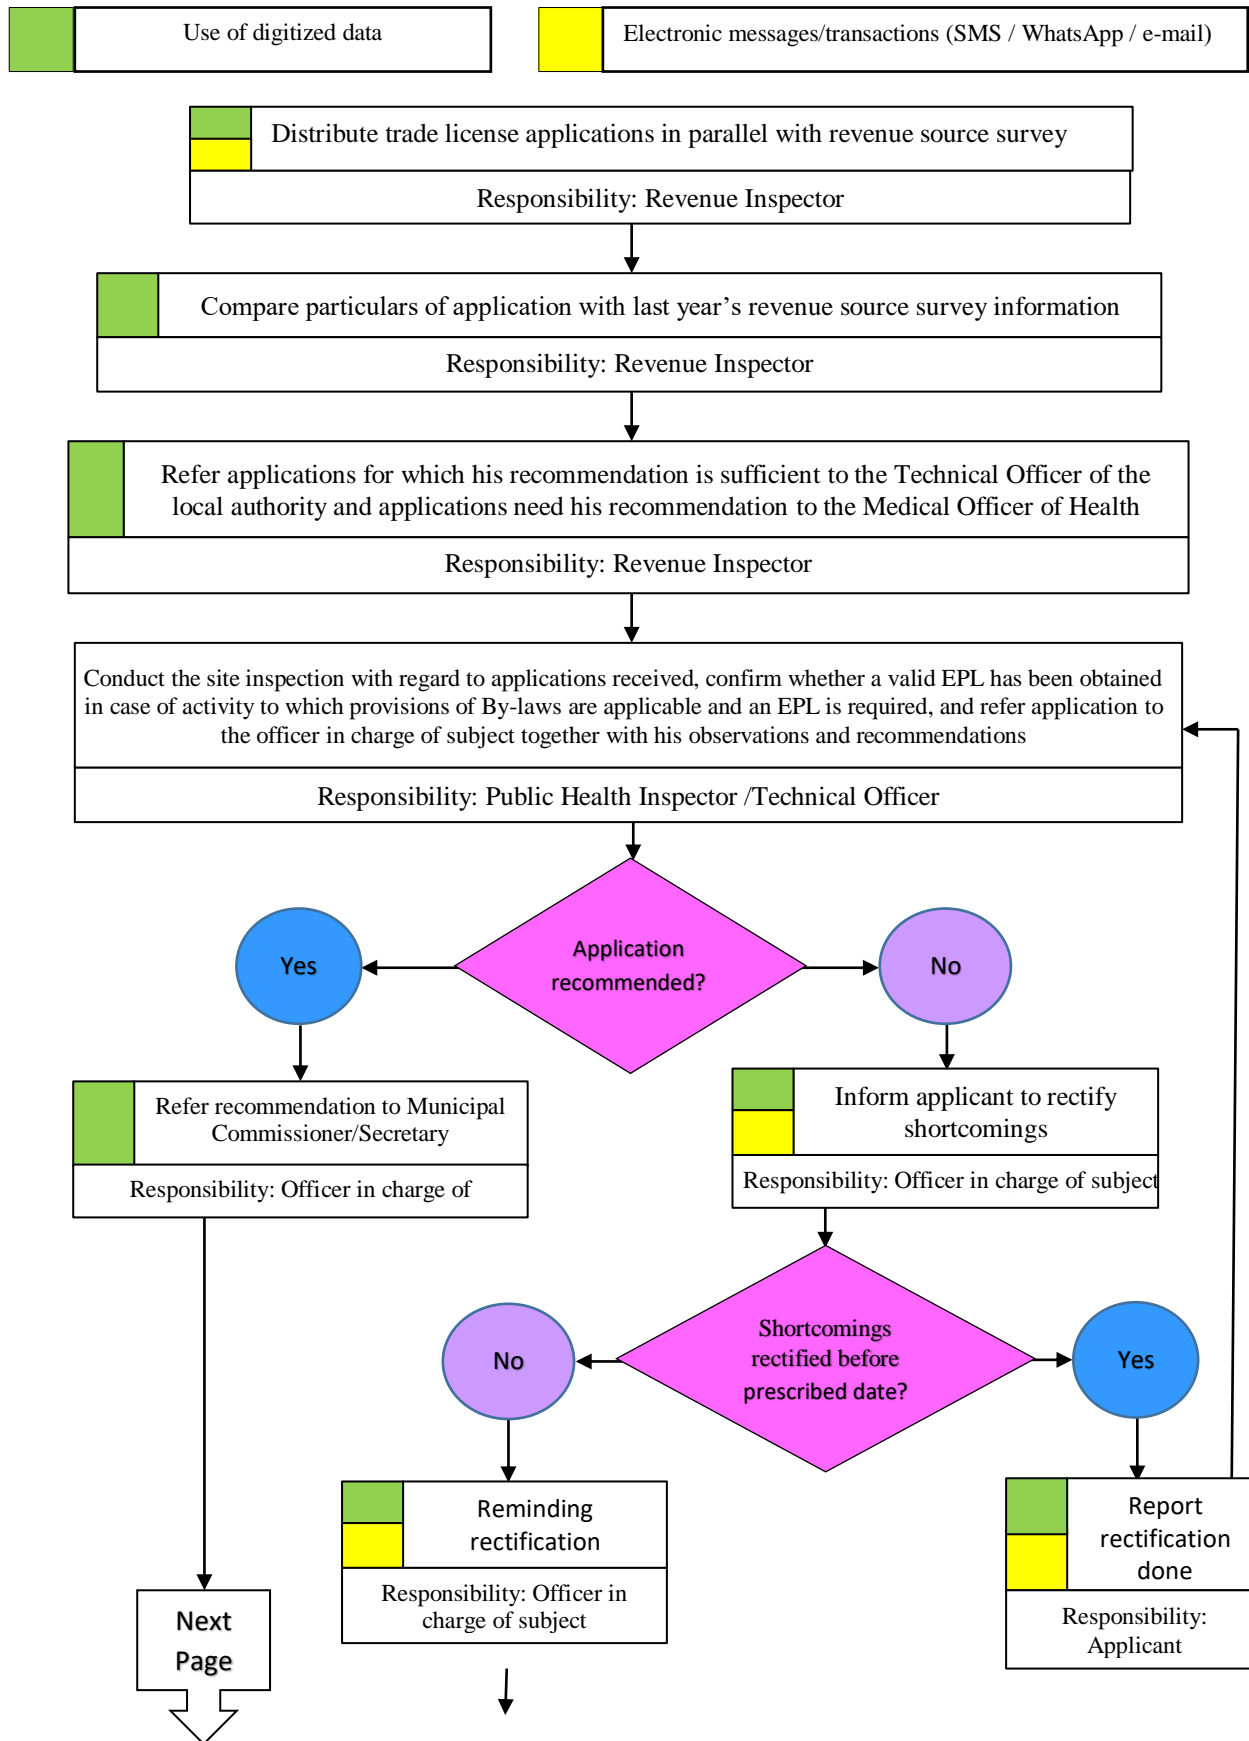 Use of digitized data
Electronic messages/transactions (SMS / WhatsApp / e-mail)
Distribute trade license applications in parallel with revenue source survey
Responsibility: Revenue Inspector
Compare particulars of application with last year’s revenue source survey information
Responsibility: Revenue Inspector
Refer applications for which his recommendation is sufficient to the Technical Officer of the
local authority and applications need his recommendation to the Medical Officer of Health
Responsibility: Revenue Inspector
Conduct the site inspection with regard to applications received, confirm whether a valid EPL has been obtained
in case of activity to which provisions of By-laws are applicable and an EPL is required, and refer application to
the officer in charge of subject together with his observations and recommendations
Responsibility: Public Health Inspector /Technical Officer
Application
recommended?
Yes
No
Refer recommendation to Municipal
Commissioner/Secretary
Responsibility: Officer in charge of
Inform applicant to rectify
shortcomings
Responsibility: Officer in charge of subject
Shortcomings
rectified before
prescribed date?
No
Yes
Reminding
rectification
Responsibility: Officer in
charge of subject
Report
rectification
done
Responsibility:
Applicant
Next
Page